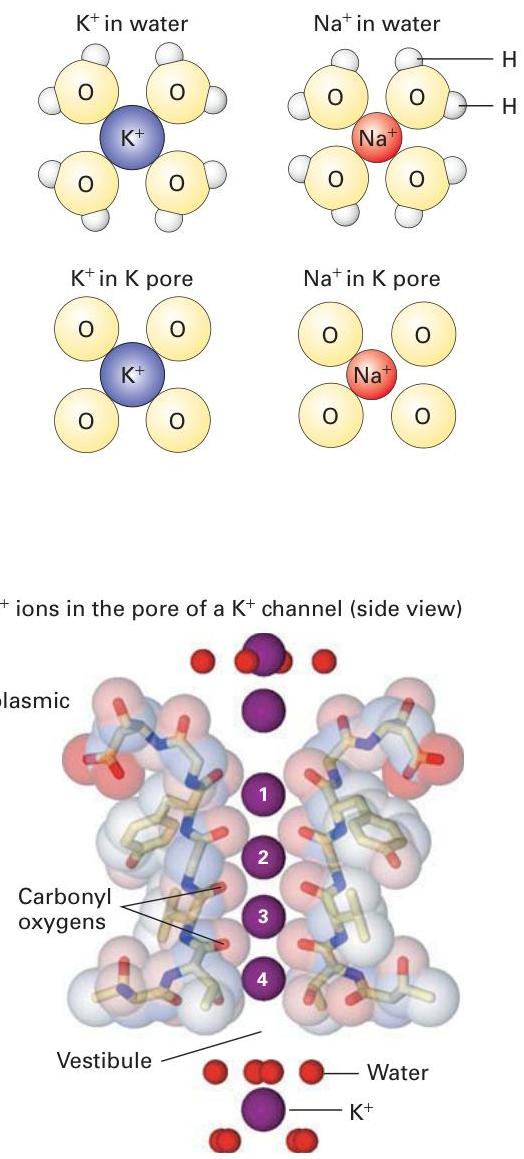 K+ in water
Na+ in water
H
O O
O O
H
K+
Na+
O O
O O
K+ in K pore
Na+ in K pore
O O
O O
K+
Na+
O O
O O
+ ions in the pore of a K+ channel (side view)
plasmic
1
2
Carbonyl
oxygens
3
4
Vestibule
Water
K+